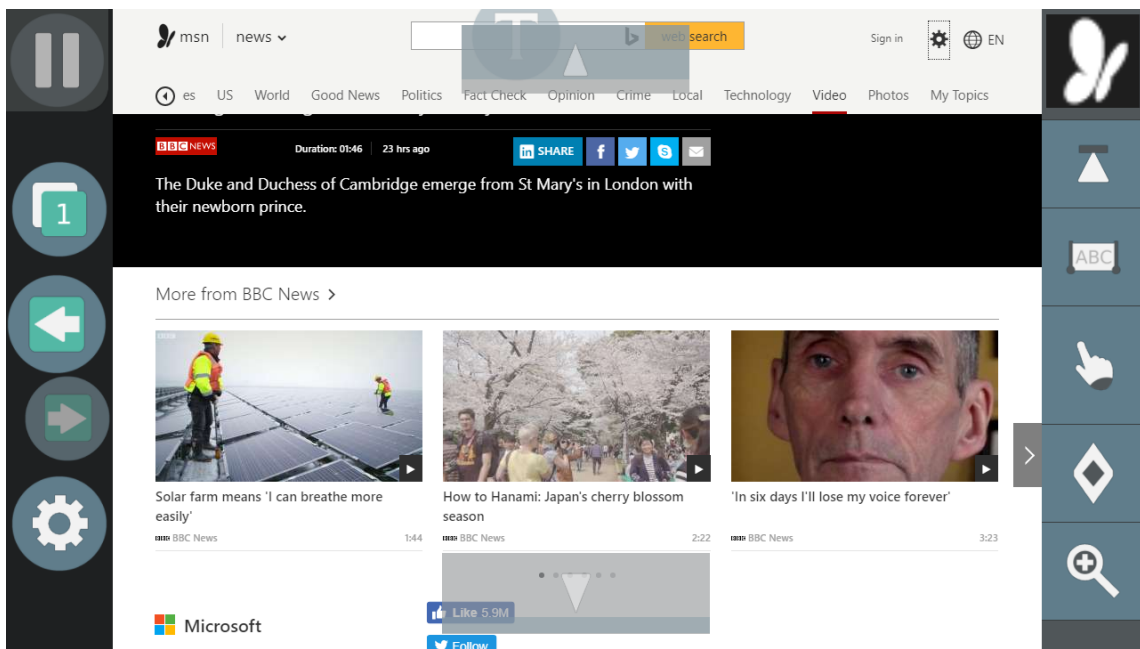 msn news web search Sign in EN
es US World Good News Politics Fact Check Opinion Crime Local Technology Video Photos My Topics
BBC NEWS Duration: 01:46 23 hrs ago in SHARE
The Duke and Duchess of Cambridge emerge from St Mary's in London with
their newborn prince.
1
ABC
T
More from BBC News
Solar farm means 'I can breathe more
easily'
BBC BBC News 1:44
How to Hanami: Japan's cherry blossom
season
BBC BBC News 2:22
'In six days I'll lose my voice forever'
BBC BBC News 3:23
Microsoft
Like 5.9M
Follow